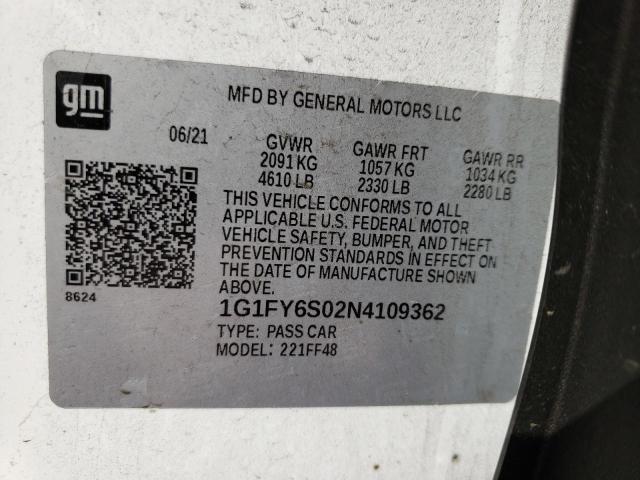 gm
MFD BY GENERAL MOTORS LLC
06/21
GVWR GAWR FRT GAWR RR
2091 KG 1057 KG 1034 KG
4610 LB 2330 LB 2280 LB
THIS VEHICLE CONFORMS TO ALL
APPLICABLE U.S. FEDERAL MOTOR
VEHICLE SAFETY, BUMPER, AND THEFT
PREVENTION STANDARDS IN EFFECT ON
THE DATE OF MANUFACTURE SHOWN
ABOVE.
8624
1G1FY6S02N4109362
TYPE: PASS CAR
MODEL: 221FF48